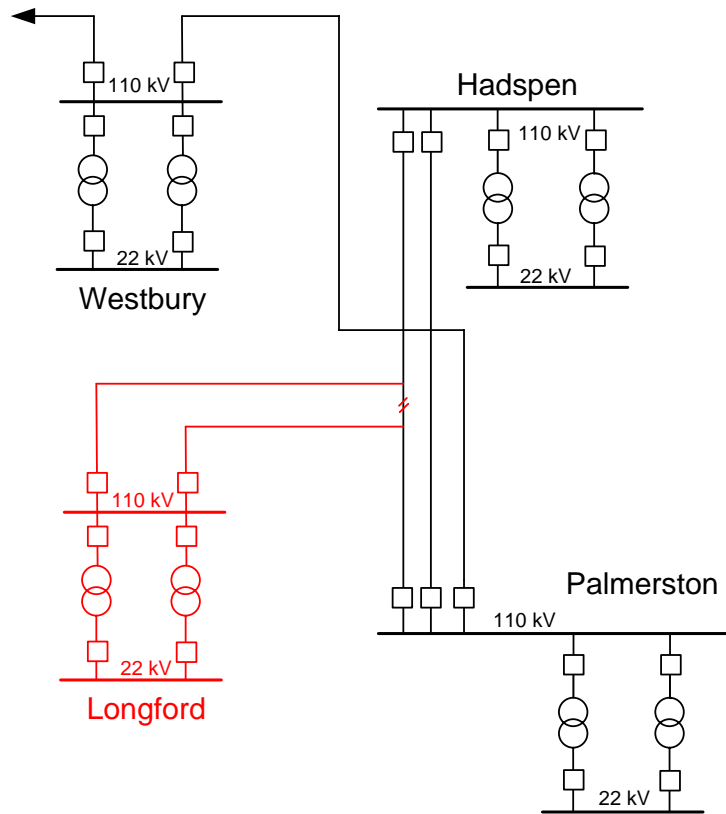 110 kV
22 kV
Westbury
Hadspen
110 kV
22 kV
110 kV
22 kV
Longford
Palmerston
110 kV
22 kV